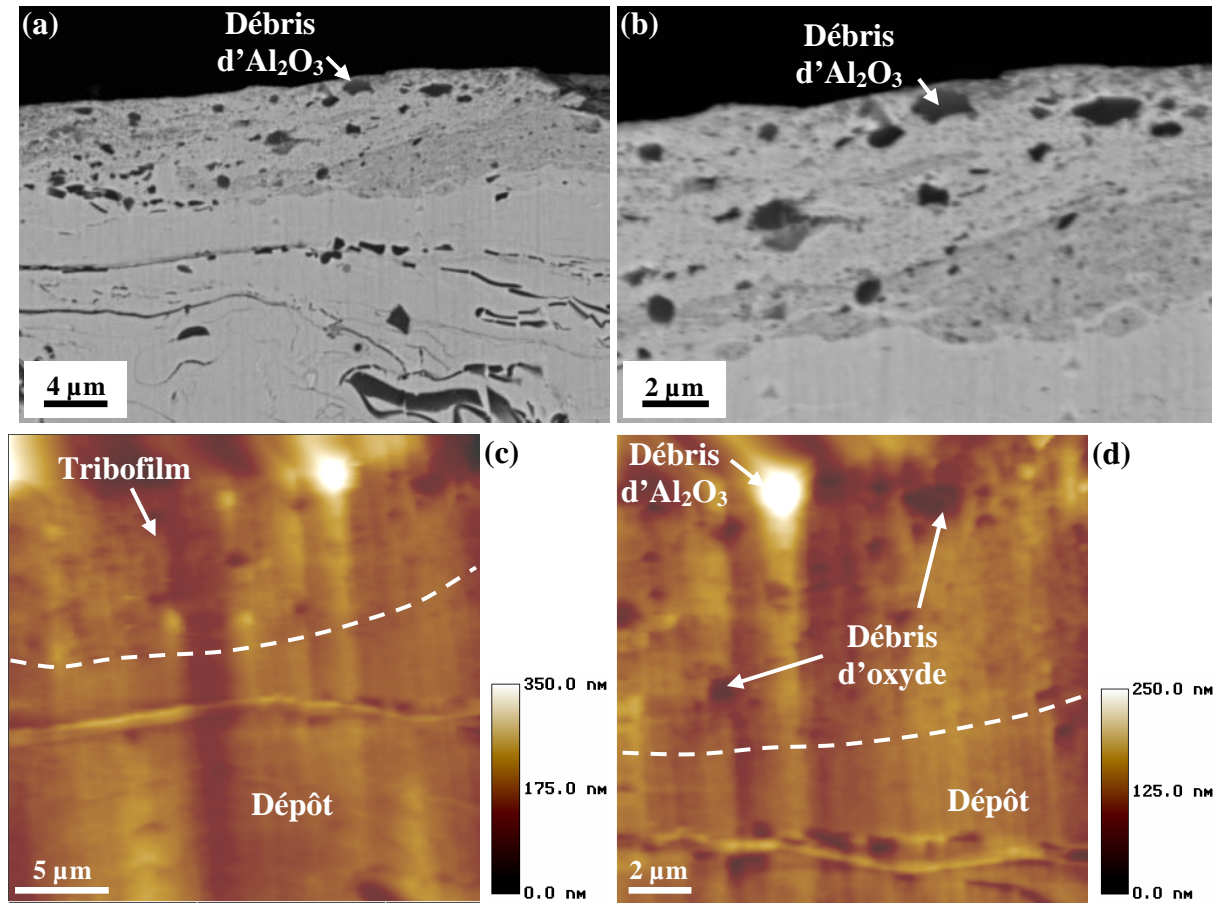 (a)
Débris
d'Al₂O₃
4 µm
(b)
Débris
d'Al₂O₃
2 µm
(c)
Tribofilm
Dépôt
5 µm
350.0 nm
175.0 nm
0.0 nm
(d)
Débris
d'Al₂O₃
Débris
d'oxyde
Dépôt
2 µm
250.0 nm
125.0 nm
0.0 nm